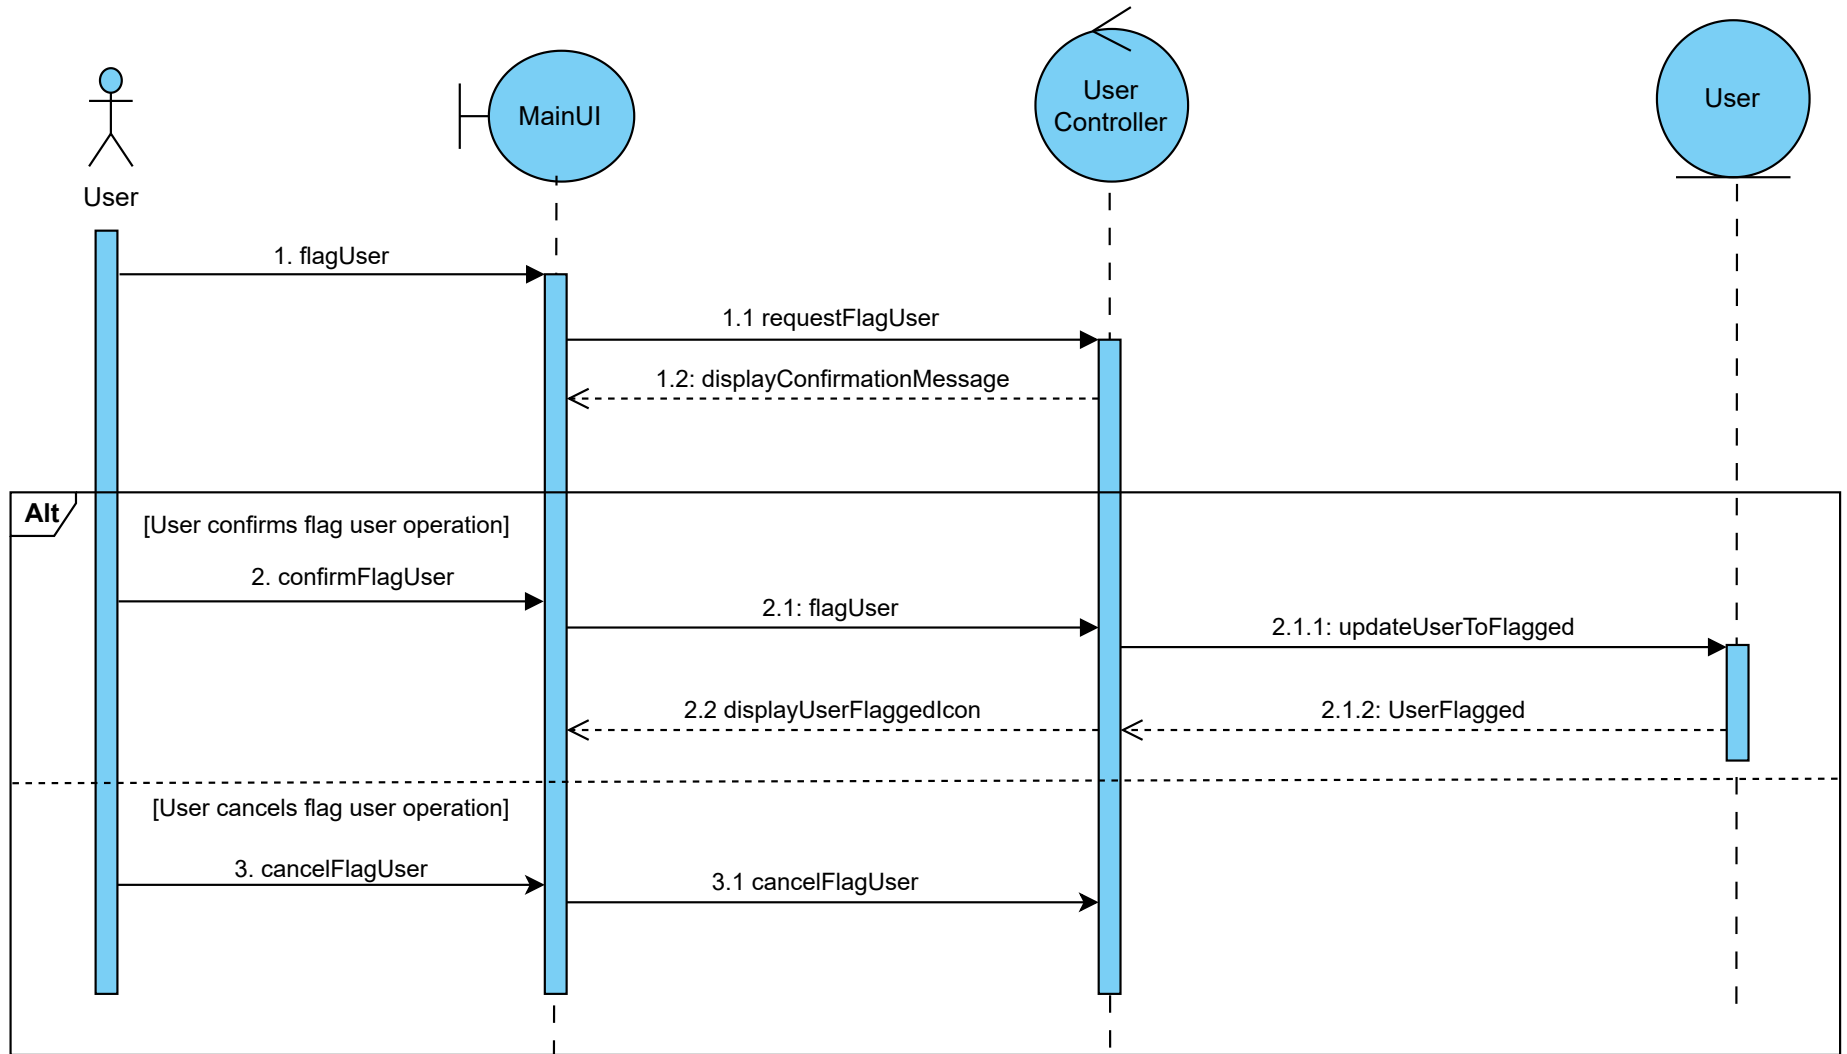 MainUI
User
Controller
User
User
1. flagUser
1.1 requestFlagUser
1.2: displayConfirmationMessage
Alt
[User confirms flag user operation]
2. confirmFlagUser
2.1: flagUser
2.1.1: updateUserToFlagged
2.2 displayUserFlaggedIcon
2.1.2: UserFlagged
[User cancels flag user operation]
3. cancelFlagUser
3.1 cancelFlagUser